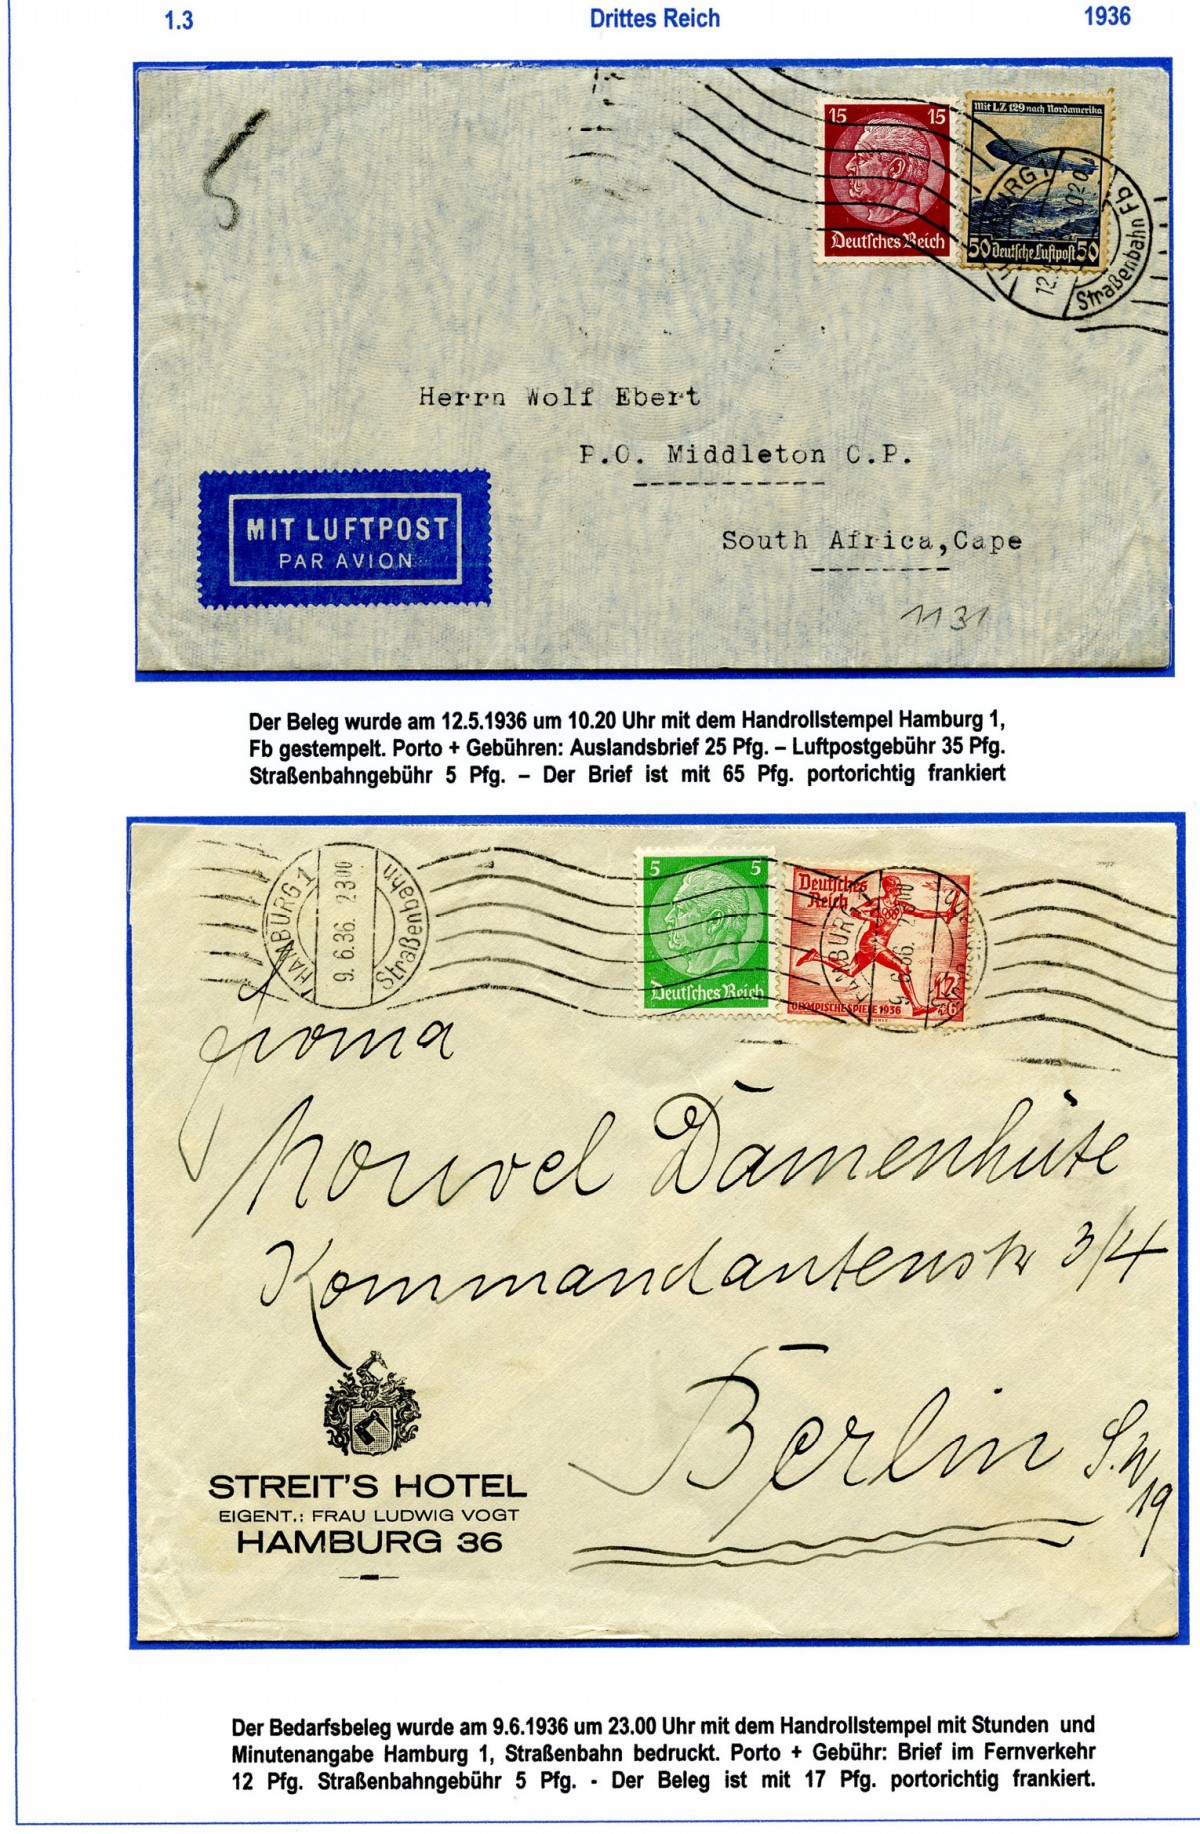 1.3 Drittes Reich 1936
15 15
Deutsches Reich
Mit LZ 129 nach Nordamerika
50 Deutsche Luftpost 50
Straßenbahn Fb
Herrn Wolf Ebert
P.O. Middleton C.P.
South Africa,Cape
MIT LUFTPOST
PAR AVION
1131
Der Beleg wurde am 12.5.1936 um 10.20 Uhr mit dem Handrollstempel Hamburg 1,
Fb gestempelt. Porto + Gebühren: Auslandsbrief 25 Pfg. – Luftpostgebühr 35 Pfg.
Straßenbahngebühr 5 Pfg. – Der Brief ist mit 65 Pfg. portorichtig frankiert
HAMBURG 1
9.6.36. 2300
Straßenbahn
5 5
Deutsches Reich
Deutsches
Reich
12
OLYMPISCHE SPIELE 1936
Firma
Nouvel Damenhüte
Kommandantenstr 3/4
Berlin S.W
19
STREIT'S HOTEL
EIGENT.: FRAU LUDWIG VOGT
HAMBURG 36
Der Bedarfsbeleg wurde am 9.6.1936 um 23.00 Uhr mit dem Handrollstempel mit Stunden und
Minutenangabe Hamburg 1, Straßenbahn bedruckt. Porto + Gebühr: Brief im Fernverkehr
12 Pfg. Straßenbahngebühr 5 Pfg. - Der Beleg ist mit 17 Pfg. portorichtig frankiert.